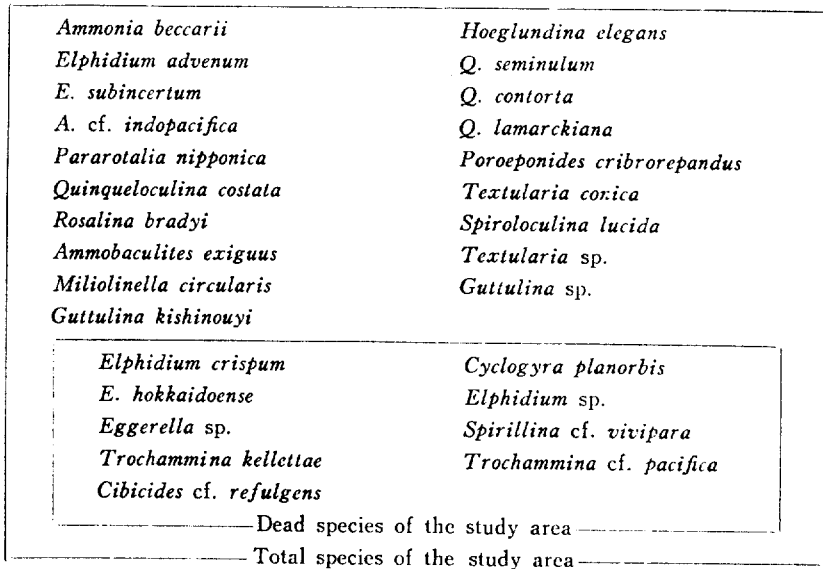 Ammonia beccarii
Elphidium advenum
E. subincertum
A. cf. indopacifica
Pararotalia nipponica
Quinqueloculina costata
Rosalina bradyi
Ammobaculites exiguus
Miliolinella circularis
Guttulina kishinouyi
Hoeglundina elegans
Q. seminulum
Q. contorta
Q. lamarckiana
Poroeponides cribrorepandus
Textularia conica
Spiroloculina lucida
Textularia sp.
Guttulina sp.
Elphidium crispum
E. hokkaidoense
Eggerella sp.
Trochammina kellettae
Cibicides cf. refulgens
Cyclogyra planorbis
Elphidium sp.
Spirillina cf. vivipara
Trochammina cf. pacifica
Dead species of the study area
Total species of the study area